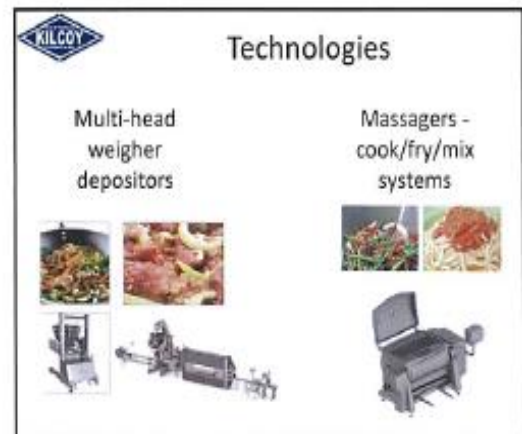 KILCOY
Technologies
Multi-head
weigher
depositors
Massagers -
cook/fry/mix
systems